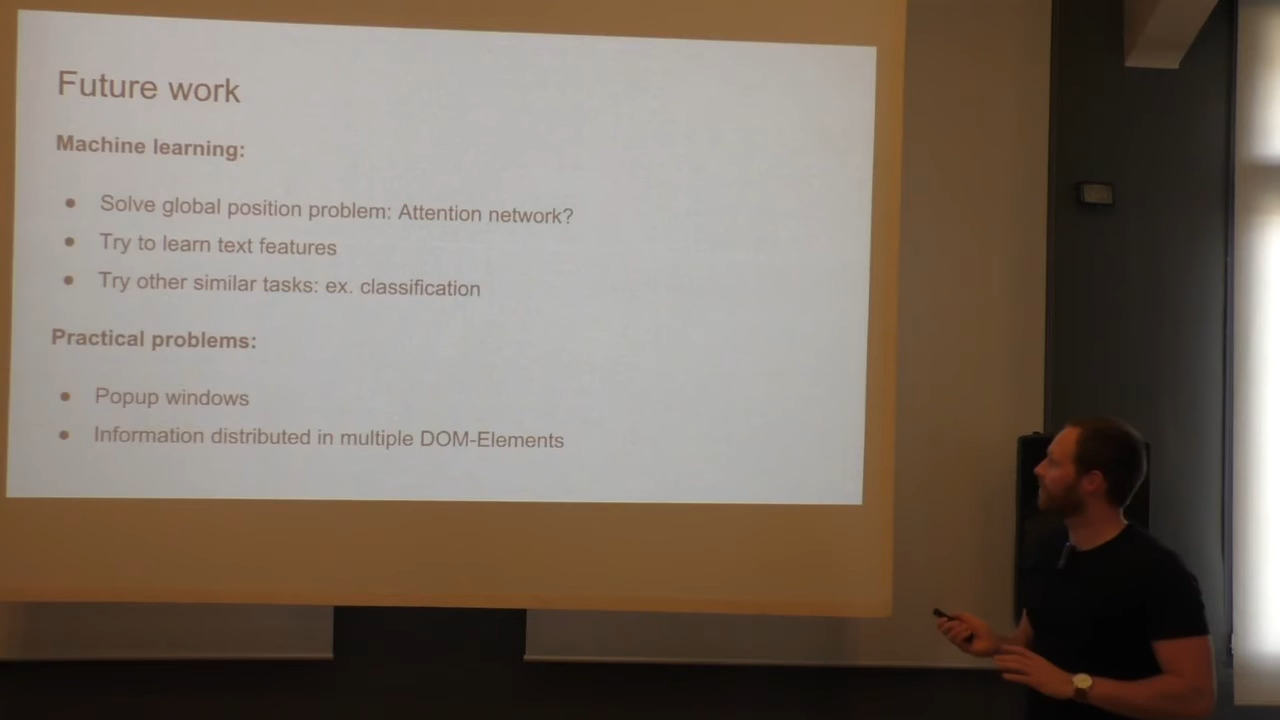 Future work
Machine learning:
● Solve global position problem: Attention network?
● Try to learn text features
● Try other similar tasks: ex. classification
Practical problems:
● Popup windows
● Information distributed in multiple DOM-Elements